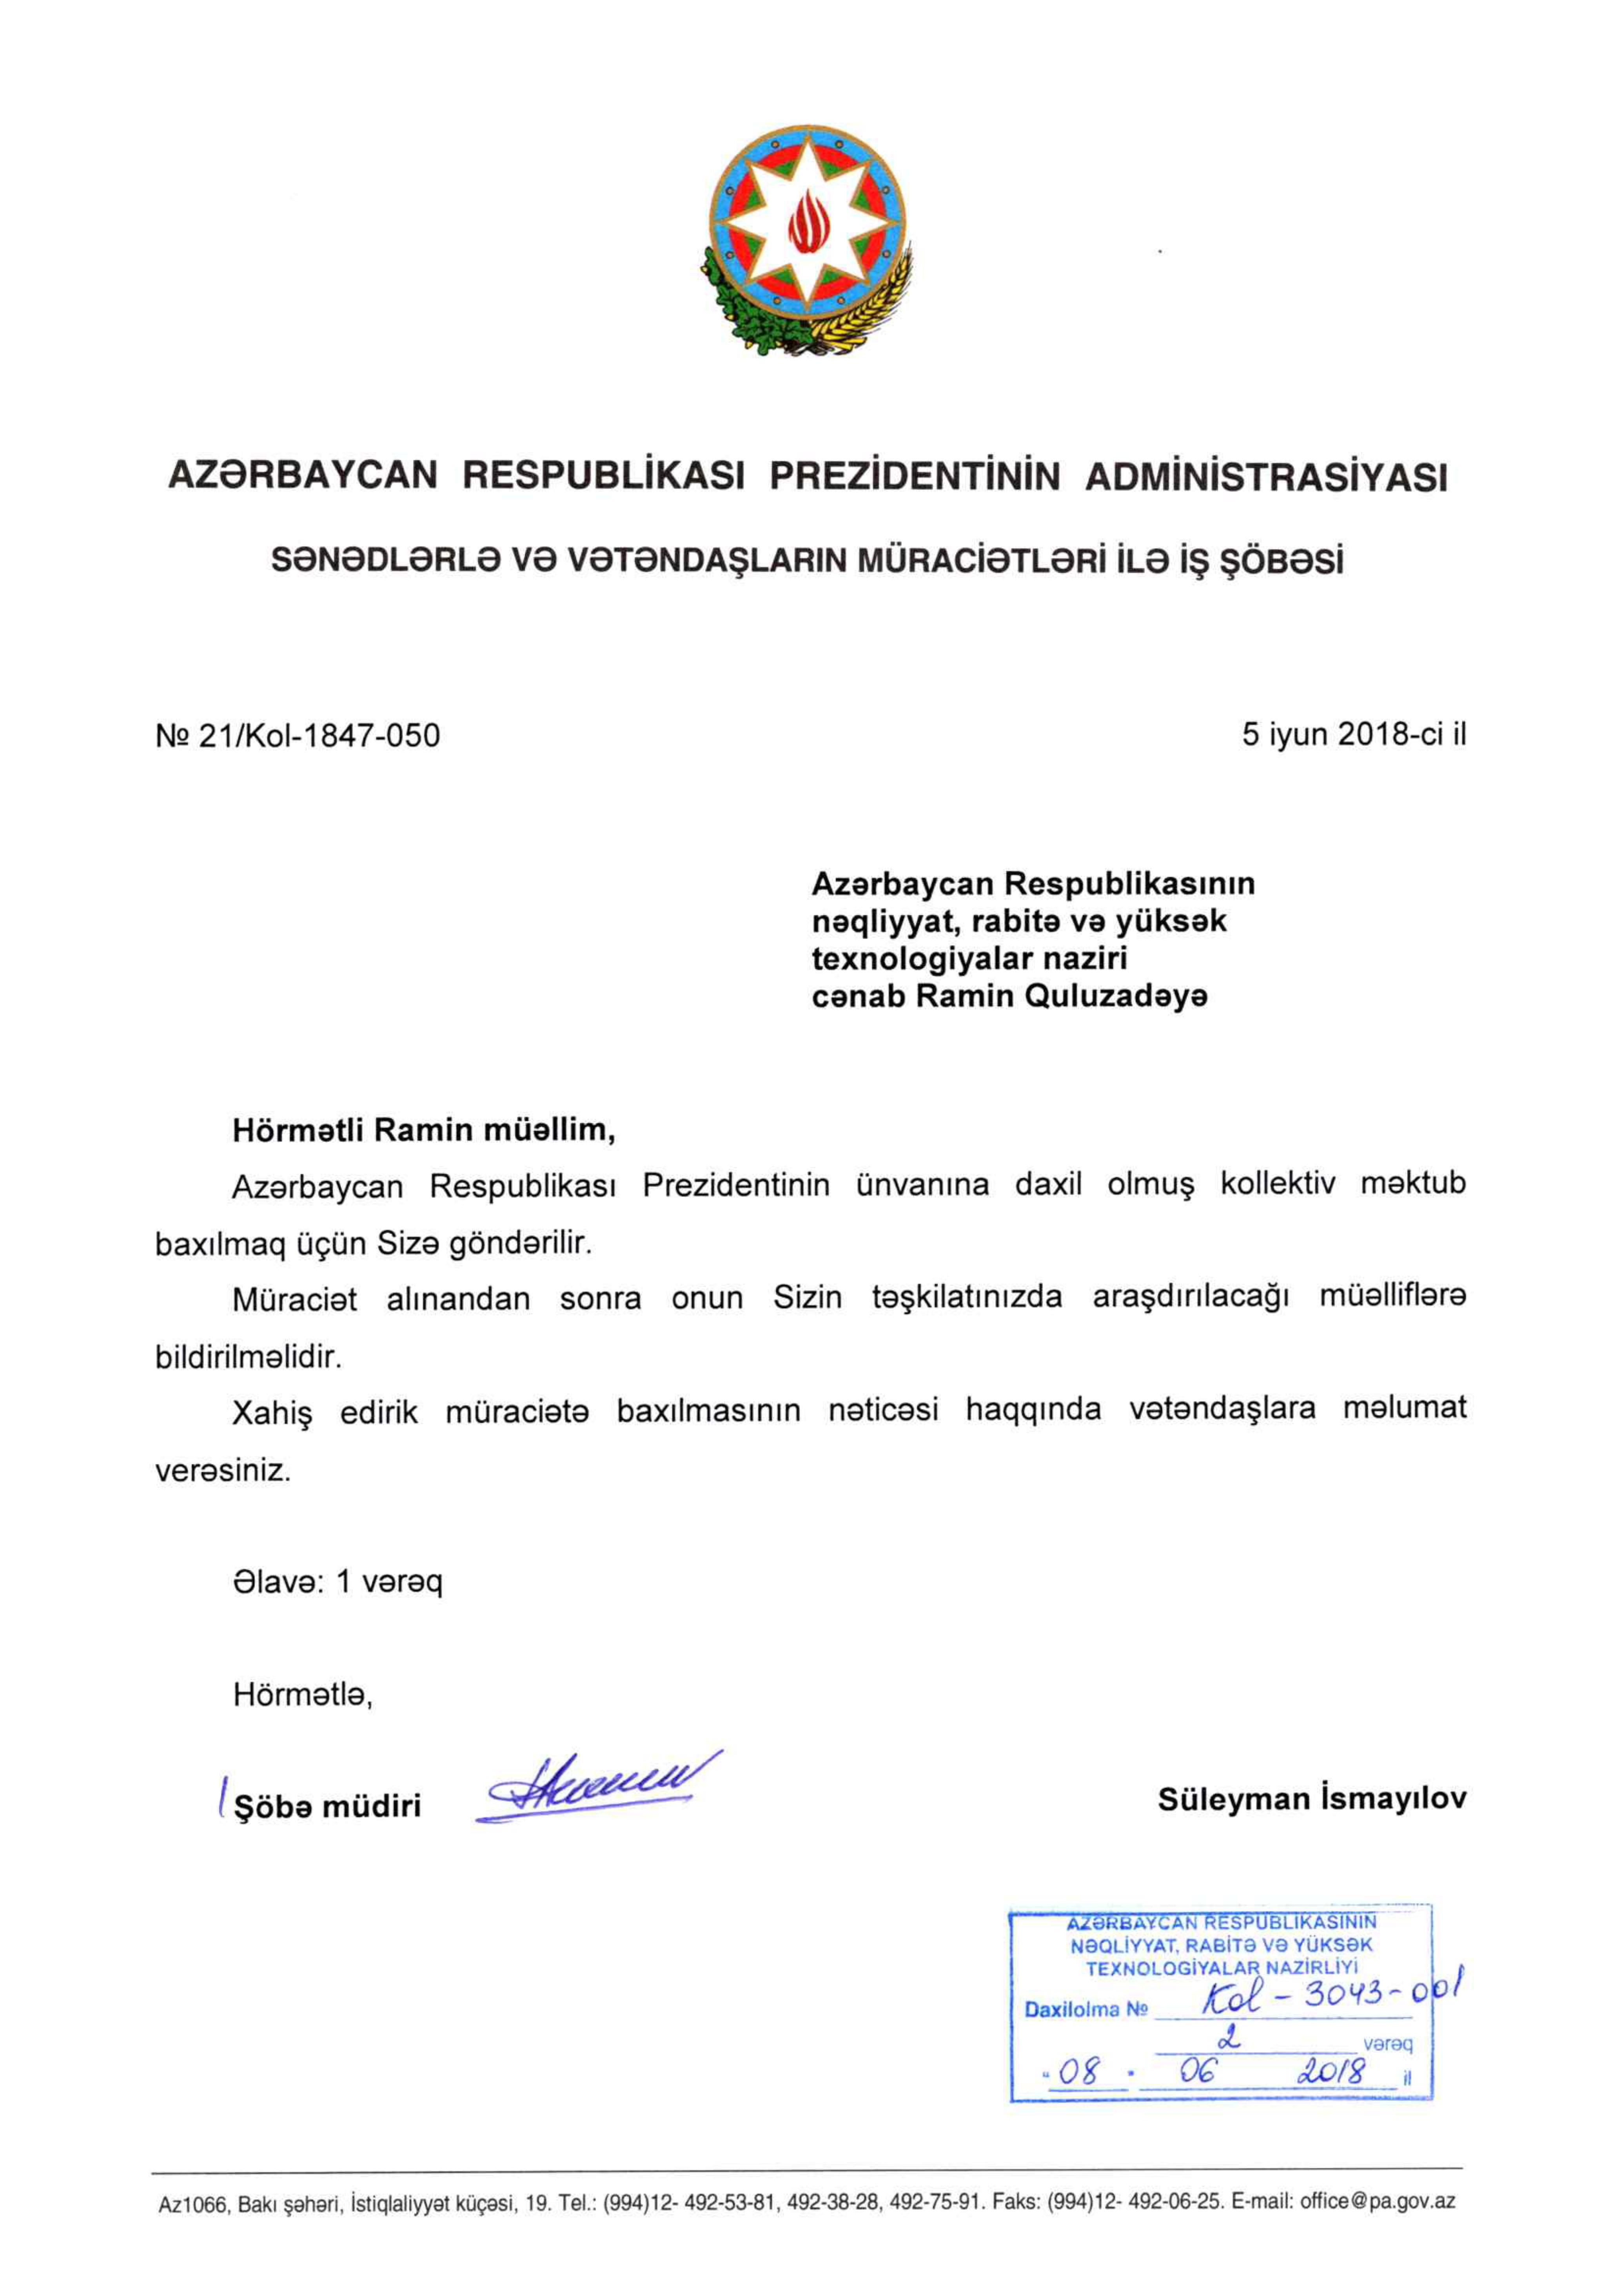 AZƏRBAYCAN RESPUBLİKASI PREZİDENTİNİN ADMİNİSTRASİYASI
SƏNƏDLƏRLƏ VƏ VƏTƏNDAŞLARIN MÜRACİƏTLƏRİ İLƏ İŞ ŞÖBƏSİ
№ 21/Kol-1847-050
5 iyun 2018-ci il
Azərbaycan Respublikasının
nəqliyyat, rabitə və yüksək
texnologiyalar naziri
cənab Ramin Quluzadəyə
Hörmətli Ramin müəllim,
Azərbaycan Respublikası Prezidentinin ünvanına daxil olmuş kollektiv məktub
baxılmaq üçün Sizə göndərilir.
Müraciət alınandan sonra onun Sizin təşkilatınızda araşdırılacağı müəlliflərə
bildirilməlidir.
Xahiş edirik müraciətə baxılmasının nəticəsi haqqında vətəndaşlara məlumat
verəsiniz.
Əlavə: 1 vərəq
Hörmətlə,
Şöbə müdiri
Süleyman İsmayılov
AZƏRBAYCAN RESPUBLİKASININ
NƏQLİYYAT, RABİTƏ VƏ YÜKSƏK
TEXNOLOGİYALAR NAZİRLİYİ
Daxilolma № Kol - 3043-001
2 vərəq
"08" 06 2018 il
Az1066, Bakı şəhəri, İstiqlaliyyət küçəsi, 19. Tel.: (994)12- 492-53-81, 492-38-28, 492-75-91. Faks: (994)12- 492-06-25. E-mail: office@pa.gov.az